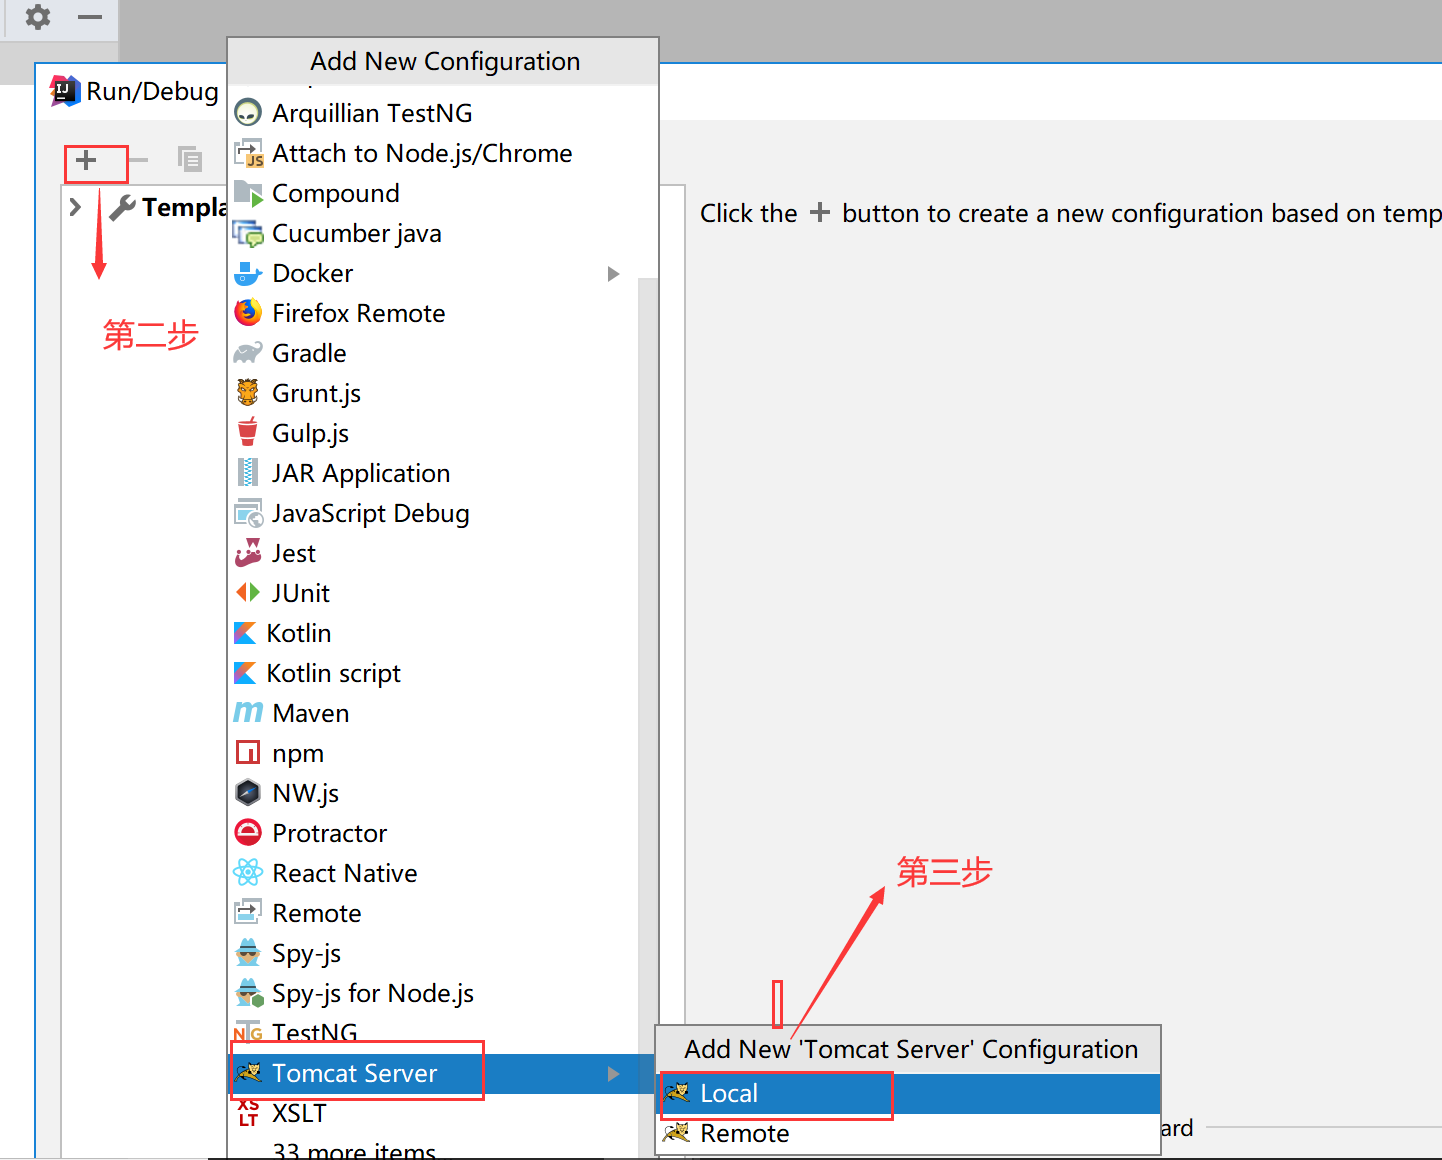 Add New Configuration
Run/Debug
Arquillian TestNG
Attach to Node.js/Chrome
Compound
Cucumber java
Docker
Firefox Remote
Gradle
Grunt.js
Gulp.js
JAR Application
JavaScript Debug
Jest
JUnit
Kotlin
Kotlin script
Maven
npm
NW.js
Protractor
React Native
Remote
Spy-js
Spy-js for Node.js
TestNG
Tomcat Server
XSLT
33 more items...
Templa
第二步
Click the + button to create a new configuration based on temp
第三步
Add New 'Tomcat Server' Configuration
Local
Remote
ard